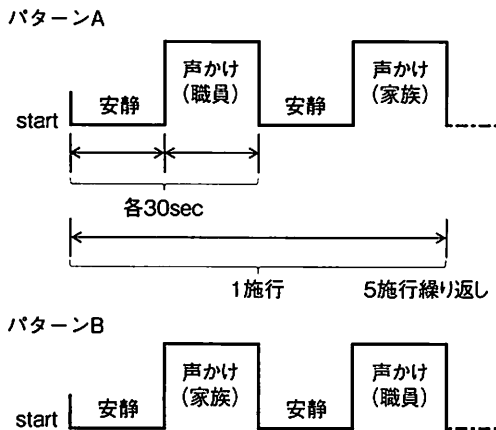 パターンA
声かけ
(職員)
声かけ
(家族)
安静
安静
start
各30sec
1施行
5施行繰り返し
パターンB
声かけ
(家族)
声かけ
(職員)
安静
安静
start